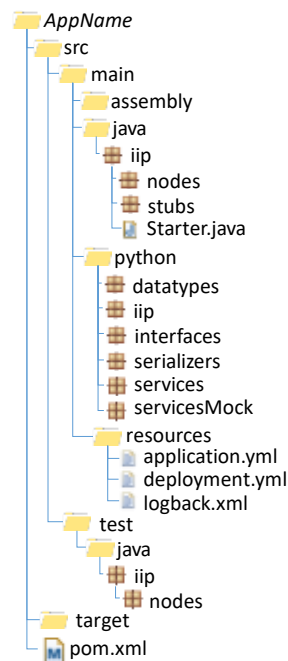 AppName
src
main
assembly
java
iip
nodes
stubs
Starter.java
python
datatypes
iip
interfaces
serializers
services
servicesMock
resources
application.yml
deployment.yml
logback.xml
test
java
iip
nodes
target
M pom.xml